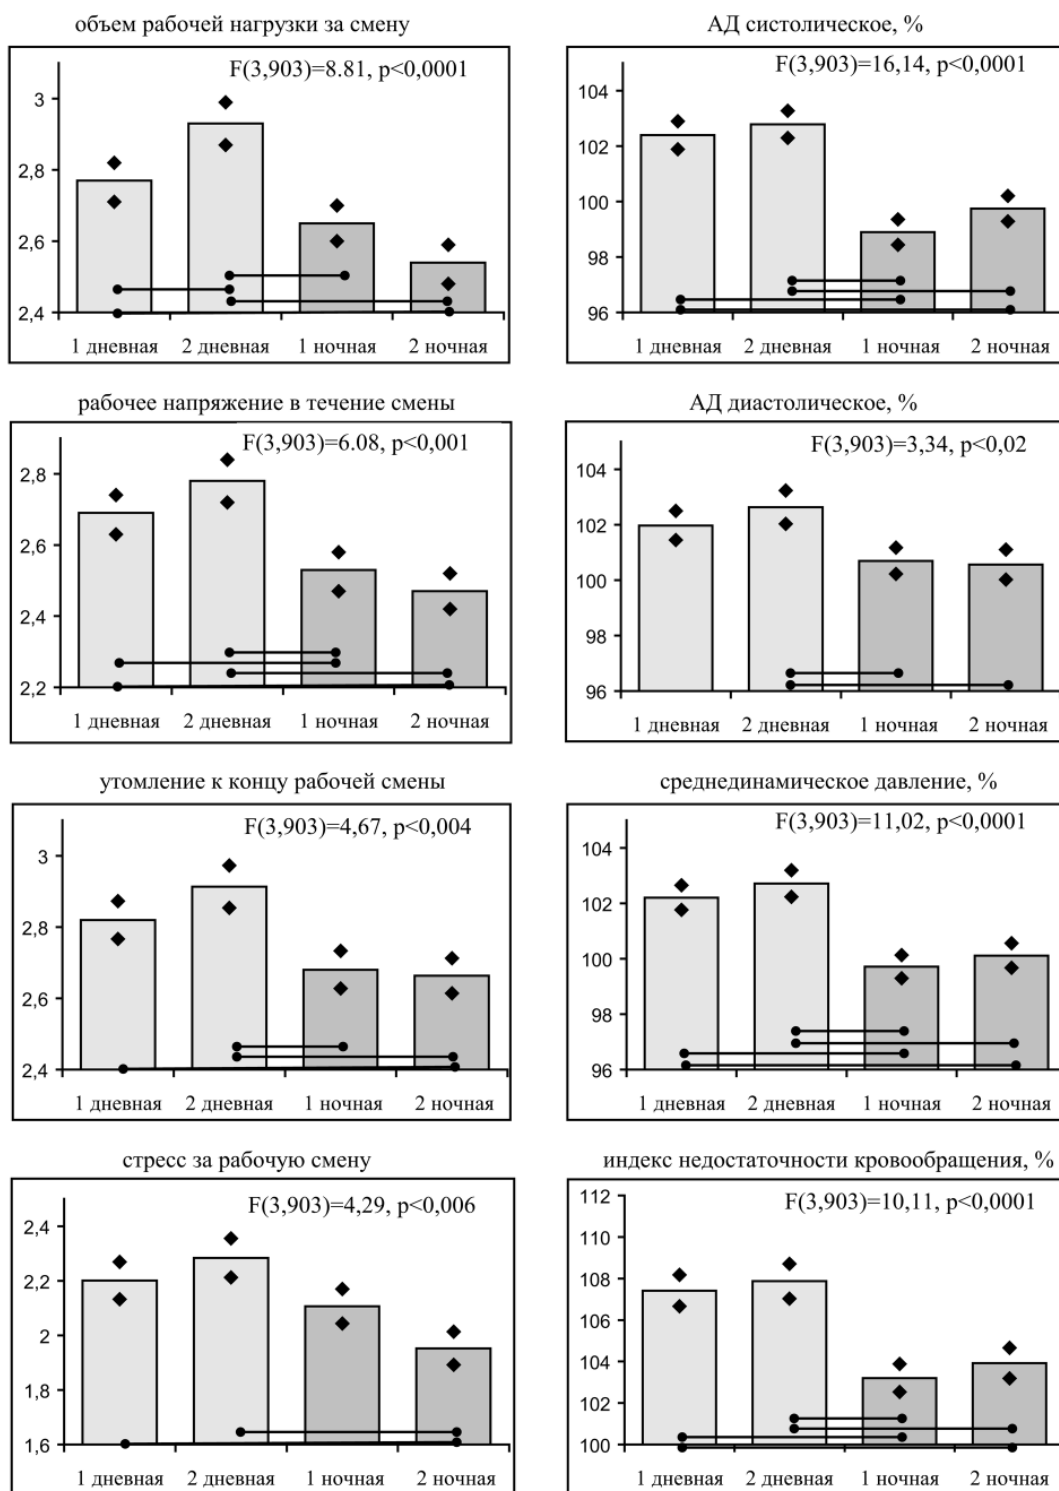 объем рабочей нагрузки за смену
F(3,903)=8.81, p<0,0001
3
2,8
2,6
2,4
1 дневная 2 дневная 1 ночная 2 ночная
АД систолическое, %
F(3,903)=16,14, p<0,0001
104
102
100
98
96
1 дневная 2 дневная 1 ночная 2 ночная
рабочее напряжение в течение смены
F(3,903)=6.08, p<0,001
2,8
2,6
2,4
2,2
1 дневная 2 дневная 1 ночная 2 ночная
АД диастолическое, %
F(3,903)=3,34, p<0,02
104
102
100
98
96
1 дневная 2 дневная 1 ночная 2 ночная
утомление к концу рабочей смены
F(3,903)=4,67, p<0,004
3
2,8
2,6
2,4
1 дневная 2 дневная 1 ночная 2 ночная
среднединамическое давление, %
F(3,903)=11,02, p<0,0001
104
102
100
98
96
1 дневная 2 дневная 1 ночная 2 ночная
стресс за рабочую смену
F(3,903)=4,29, p<0,006
2,4
2,2
2
1,8
1,6
1 дневная 2 дневная 1 ночная 2 ночная
индекс недостаточности кровообращения, %
F(3,903)=10,11, p<0,0001
112
110
108
106
104
102
100
1 дневная 2 дневная 1 ночная 2 ночная